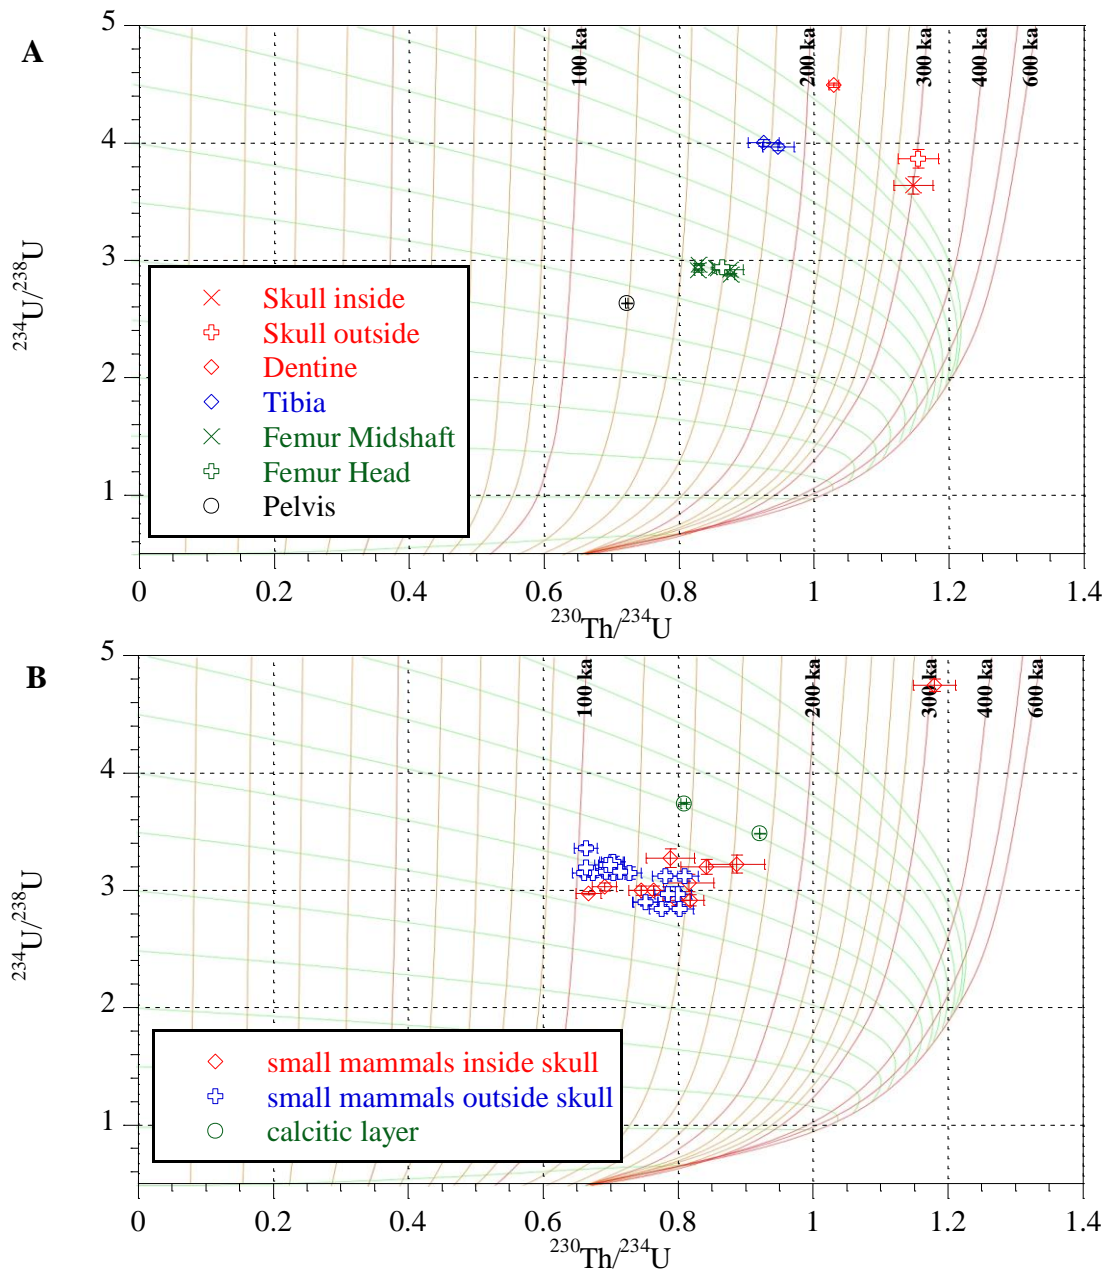 A
5
4
3
2
1
234U/238U
100 ka
200 ka
300 ka
400 ka
600 ka
Skull inside
Skull outside
Dentine
Tibia
Femur Midshaft
Femur Head
Pelvis
0 0.2 0.4 0.6 0.8 1 1.2 1.4
230Th/234U
B
5
4
3
2
1
234U/238U
100 ka
200 ka
300 ka
400 ka
600 ka
small mammals inside skull
small mammals outside skull
calcitic layer
0 0.2 0.4 0.6 0.8 1 1.2 1.4
230Th/234U